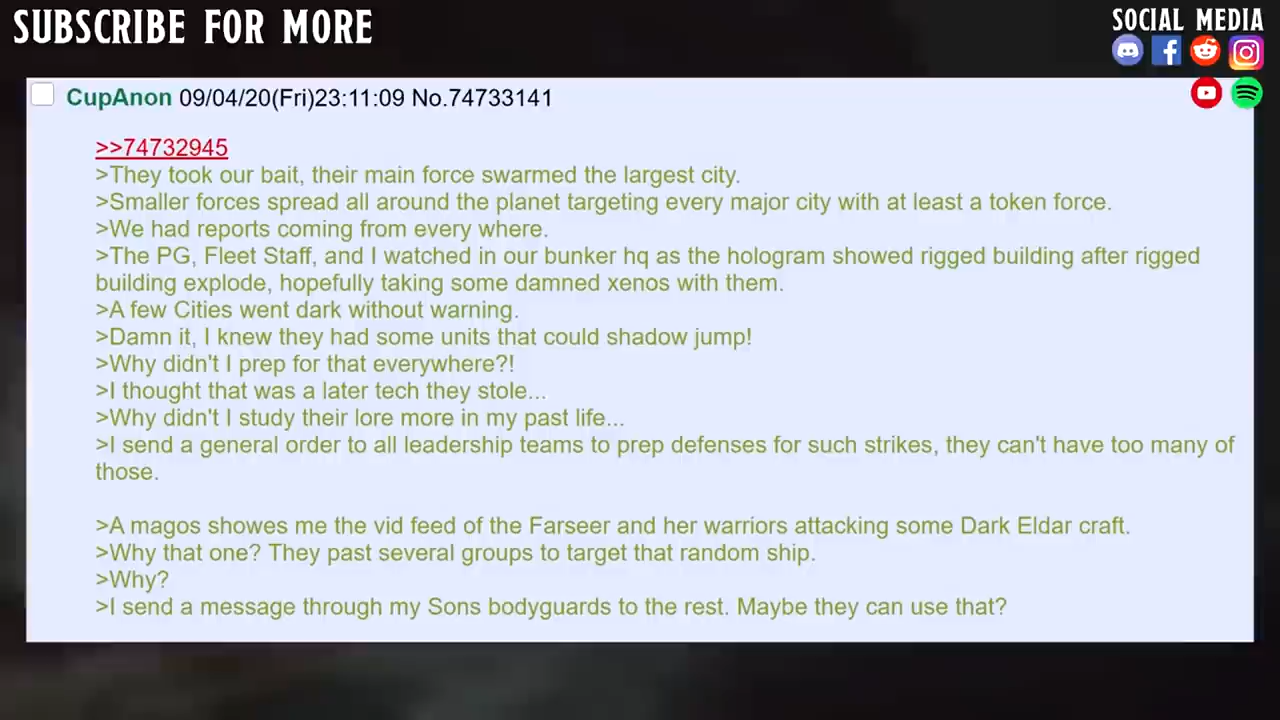 SUBSCRIBE FOR MORE
SOCIAL MEDIA
CupAnon 09/04/20(Fri)23:11:09 No.74733141
>>74732945
>They took our bait, their main force swarmed the largest city.
>Smaller forces spread all around the planet targeting every major city with at least a token force.
>We had reports coming from every where.
>The PG, Fleet Staff, and I watched in our bunker hq as the hologram showed rigged building after rigged
building explode, hopefully taking some damned xenos with them.
>A few Cities went dark without warning.
>Damn it, I knew they had some units that could shadow jump!
>Why didn't I prep for that everywhere?!
>I thought that was a later tech they stole...
>Why didn't I study their lore more in my past life...
>I send a general order to all leadership teams to prep defenses for such strikes, they can't have too many of
those.
>A magos showes me the vid feed of the Farseer and her warriors attacking some Dark Eldar craft.
>Why that one? They past several groups to target that random ship.
>Why?
>I send a message through my Sons bodyguards to the rest. Maybe they can use that?